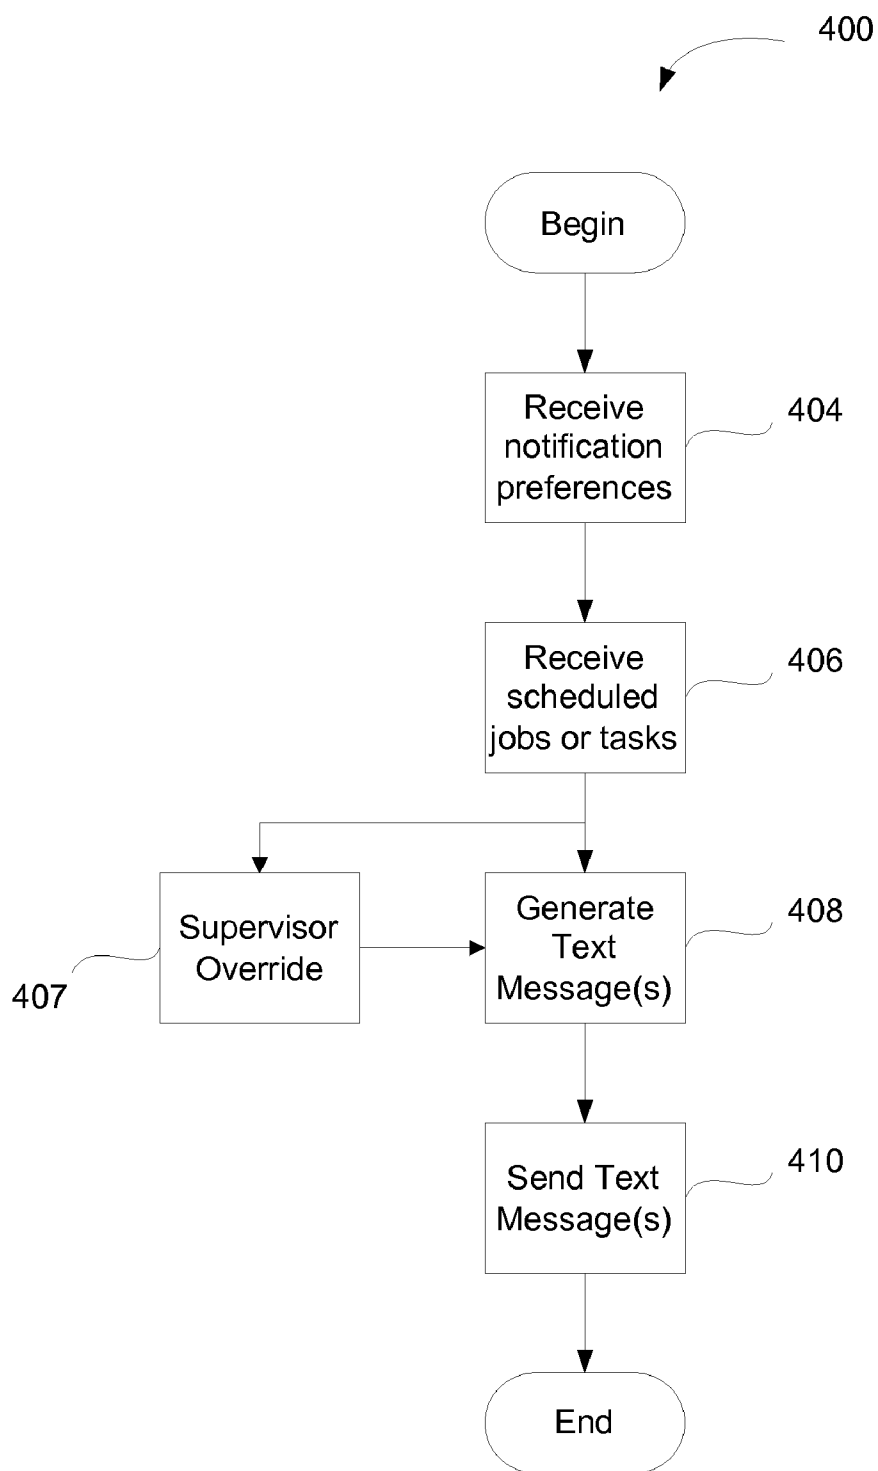 400
Begin
Receive
notification
preferences
404
Receive
scheduled
jobs or tasks
406
Supervisor
Override
407
Generate
Text
Message(s)
408
Send Text
Message(s)
410
End